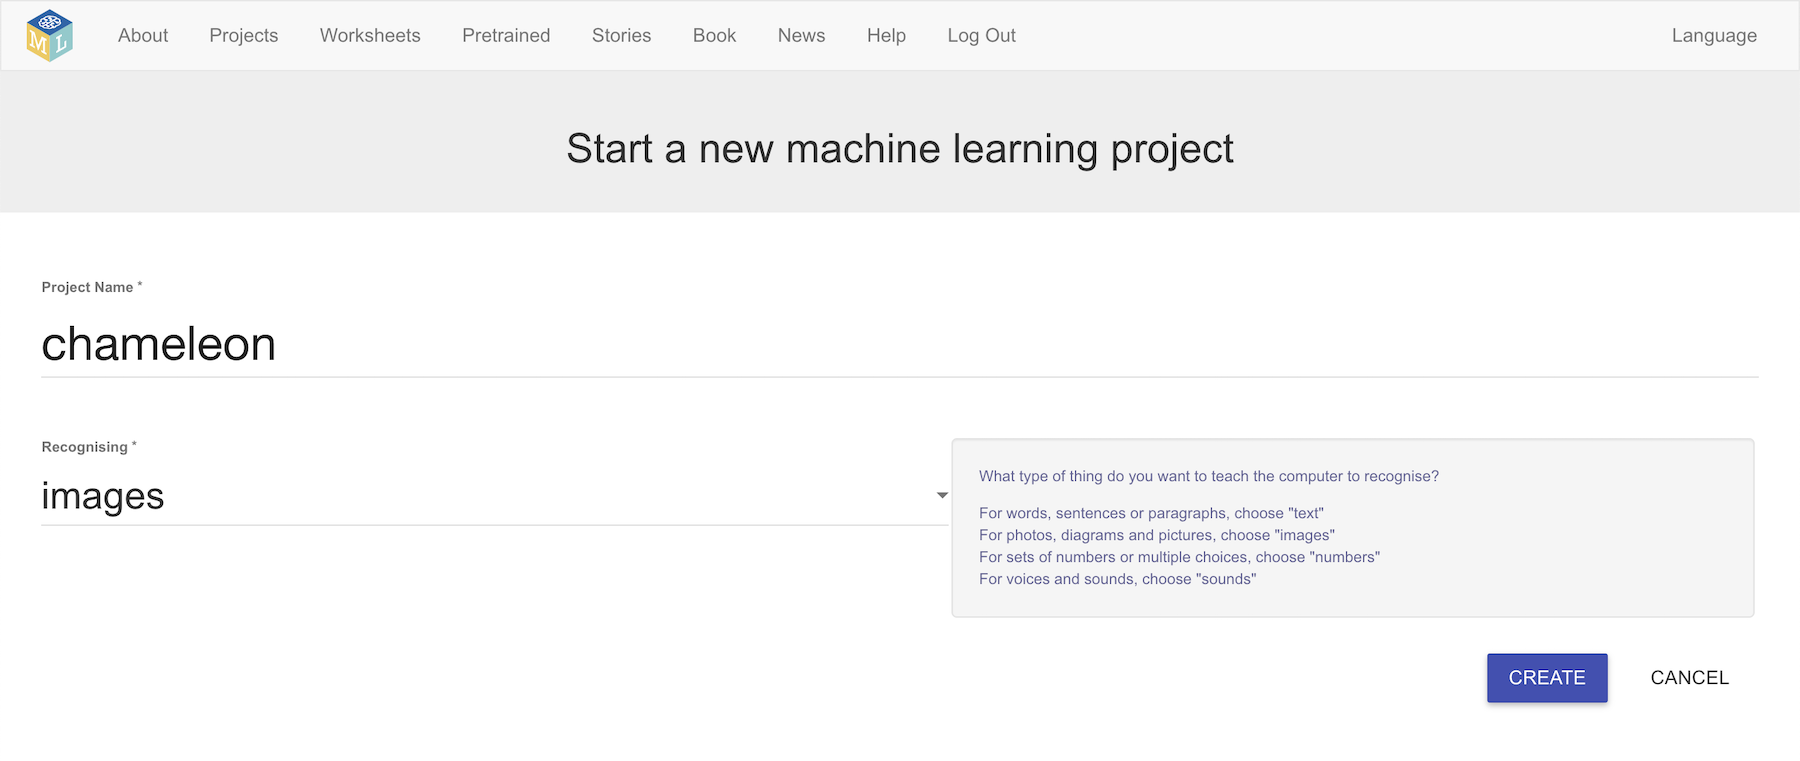 M L
About Projects Worksheets Pretrained Stories Book News Help Log Out Language
Start a new machine learning project
Project Name *
chameleon
Recognising *
images
What type of thing do you want to teach the computer to recognise?
For words, sentences or paragraphs, choose "text"
For photos, diagrams and pictures, choose "images"
For sets of numbers or multiple choices, choose "numbers"
For voices and sounds, choose "sounds"
CREATE CANCEL